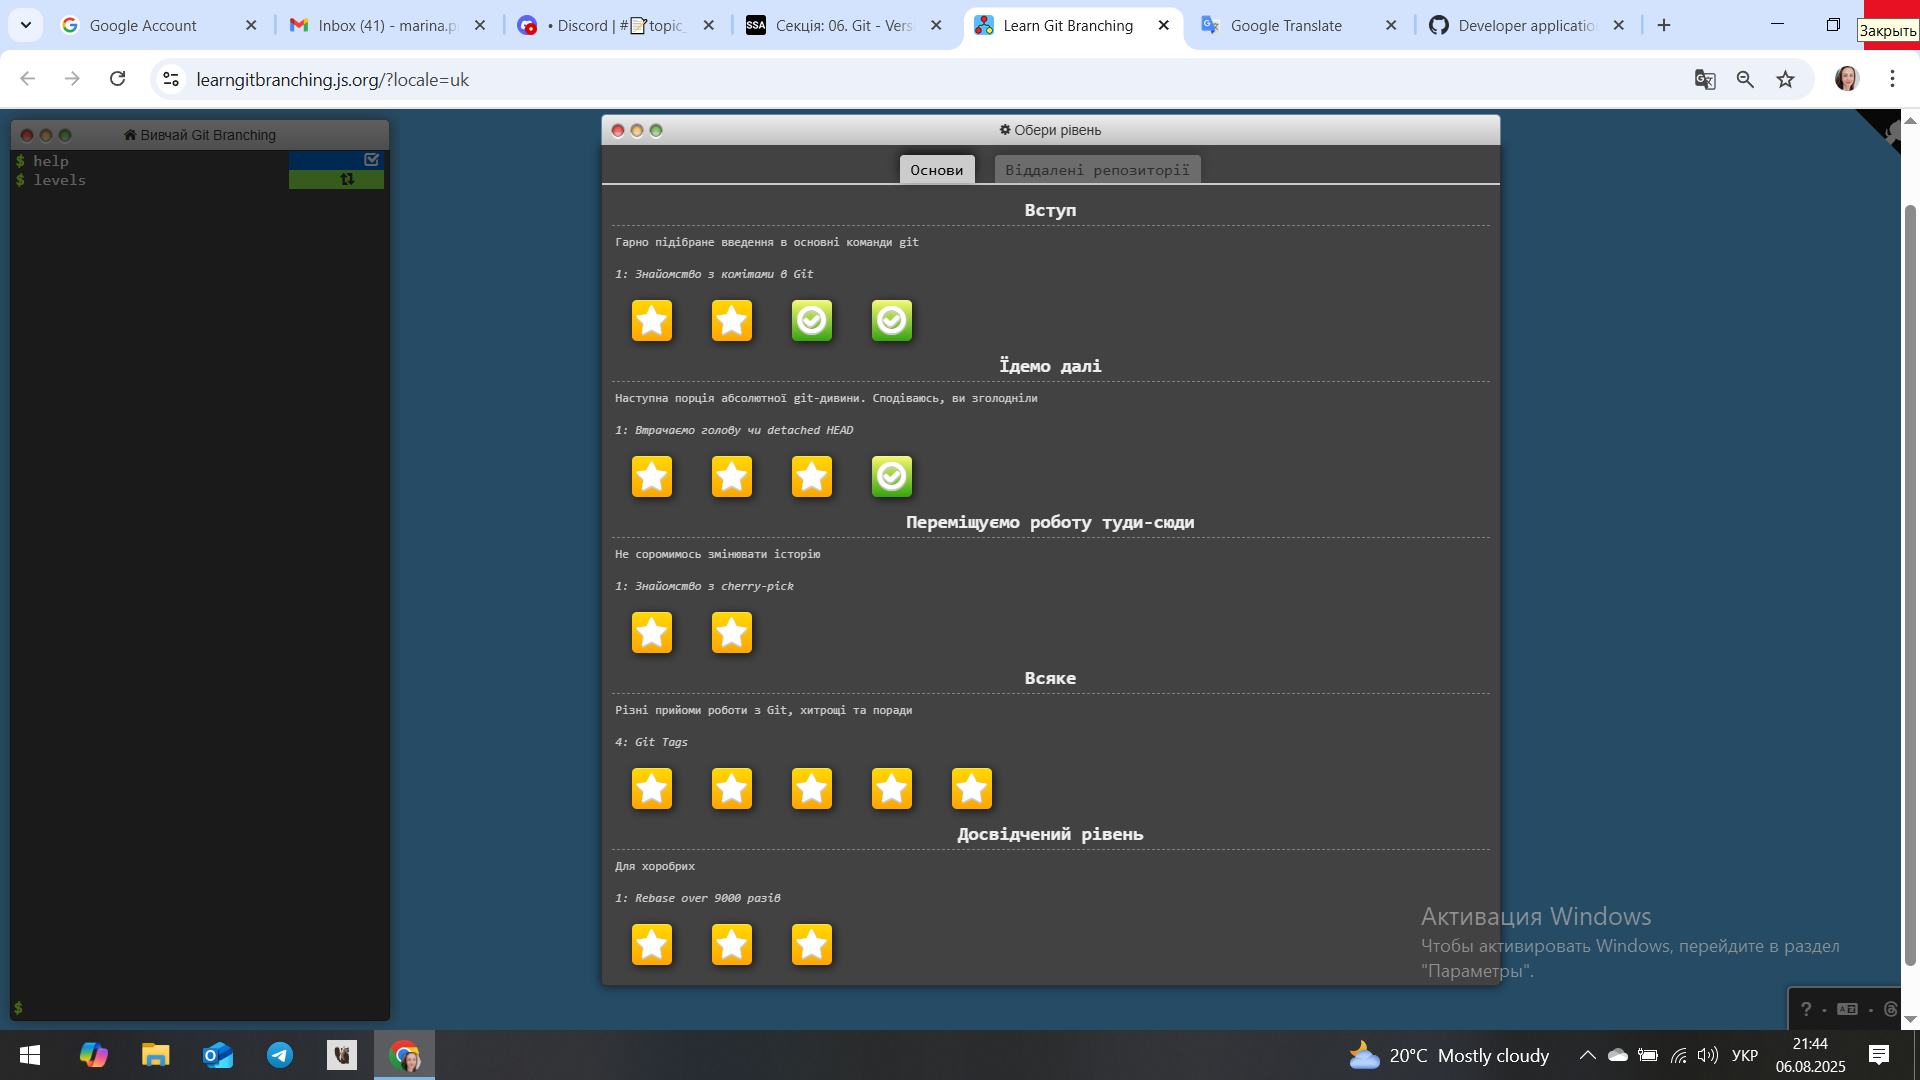 Google Account
Inbox (41) - marina.p
• Discord | #📝topic_
SSA
Секція: 06. Git - Vers
Learn Git Branching
Google Translate
Developer applicatio
Закрыть
learngitbranching.js.org/?locale=uk
Вивчай Git Branching
$ help
$ levels
$
Обери рівень
Основи
Віддалені репозиторії
Вступ
Гарно підібране введення в основні команди git
1: Знайомство з комітами в Git
Їдемо далі
Наступна порція абсолютної git-дивини. Сподіваюсь, ви зголодніли
1: Втрачаємо голову чи detached HEAD
Переміщуємо роботу туди-сюди
Не соромимось змінювати історію
1: Знайомство з cherry-pick
Всяке
Різні прийоми роботи з Git, хитрощі та поради
4: Git Tags
Досвідчений рівень
Для хоробрих
1: Rebase over 9000 разів
Активация Windows
Чтобы активировать Windows, перейдите в раздел
"Параметры".
20°C Mostly cloudy
УКР
21:44
06.08.2025